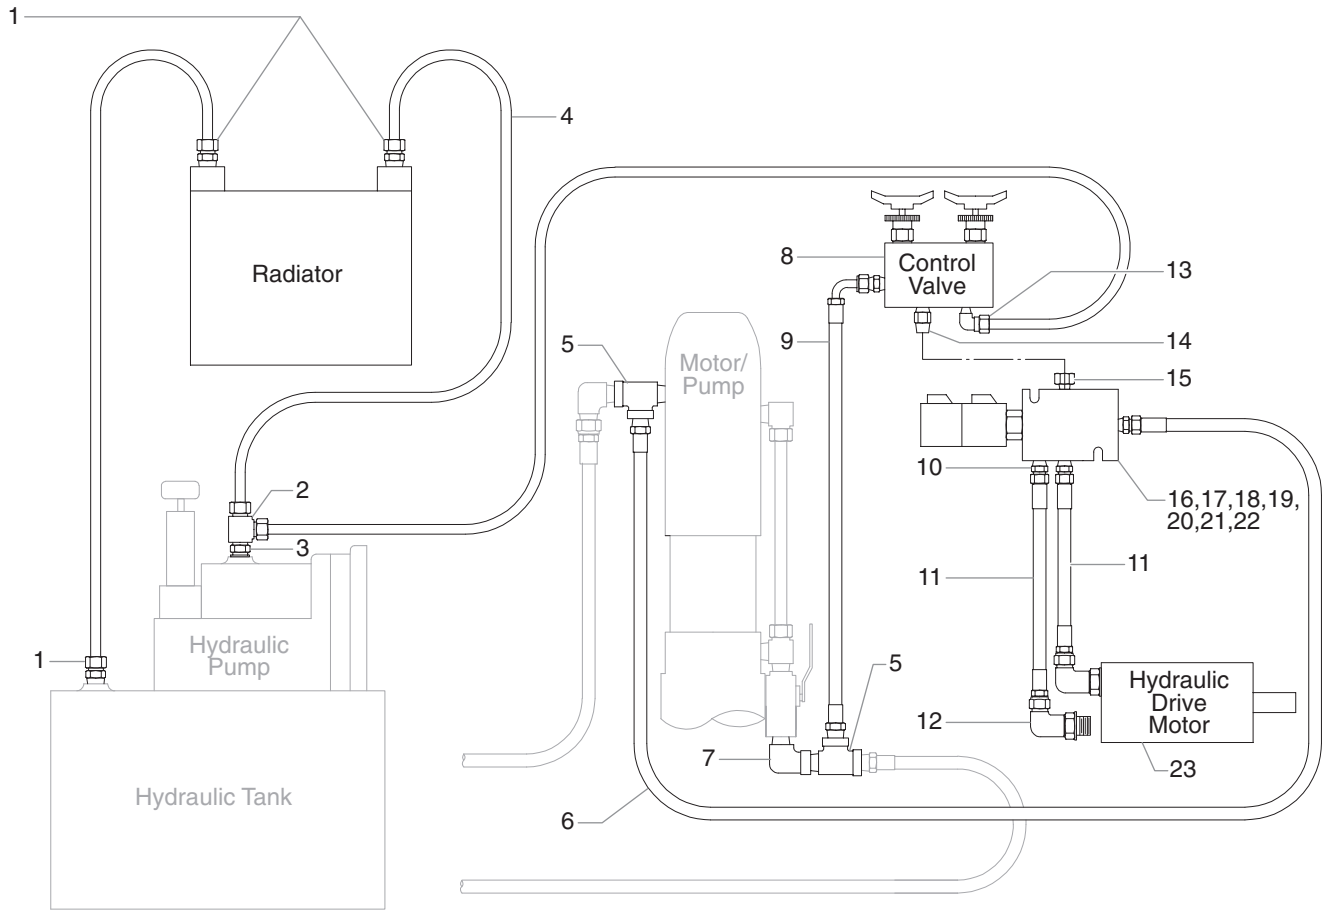 1
4
Radiator
8
Control
Valve
13
9
14
5
Motor/
Pump
15
10
2
16,17,18,19,
20,21,22
3
11
11
Hydraulic
Pump
1
5
Hydraulic
Drive
Motor
12
7
23
Hydraulic Tank
6